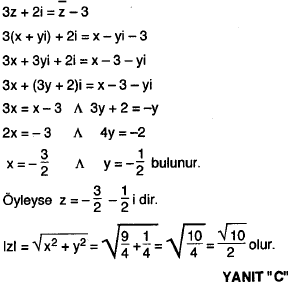 3z + 2i = z̅ − 3
3(x + yi) + 2i = x − yi − 3
3x + 3yi + 2i = x − 3 − yi
3x + (3y + 2)i = x − 3 − yi
3x = x − 3 Λ 3y + 2 = −y
2x = − 3 Λ 4y = −2
x = − 3/2 Λ y = − 1/2 bulunur.
Öyleyse z = − 3/2 − 1/2 i dir.
IzI = √(x² + y²) = √(9/4 + 1/4) = √(10/4) = √10/2 olur.
YANIT "C"